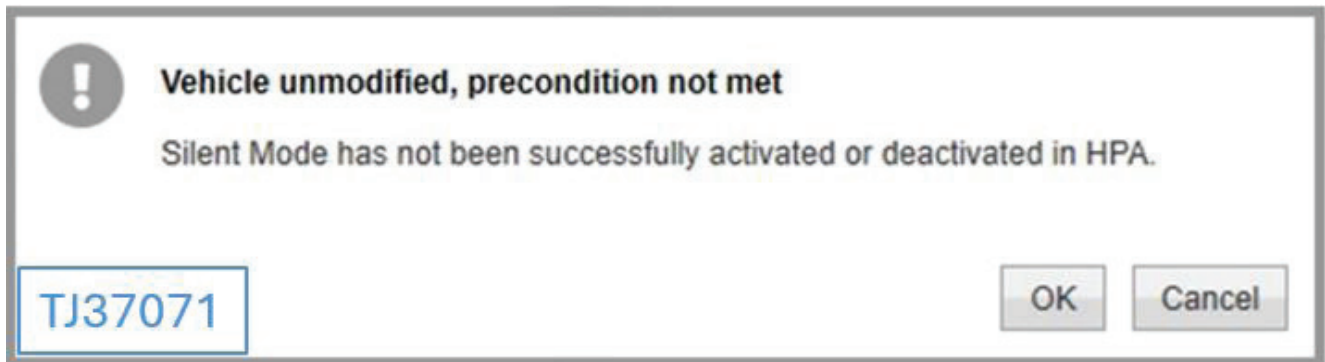 Vehicle unmodified, precondition not met
Silent Mode has not been successfully activated or deactivated in HPA.
TJ37071
OK
Cancel